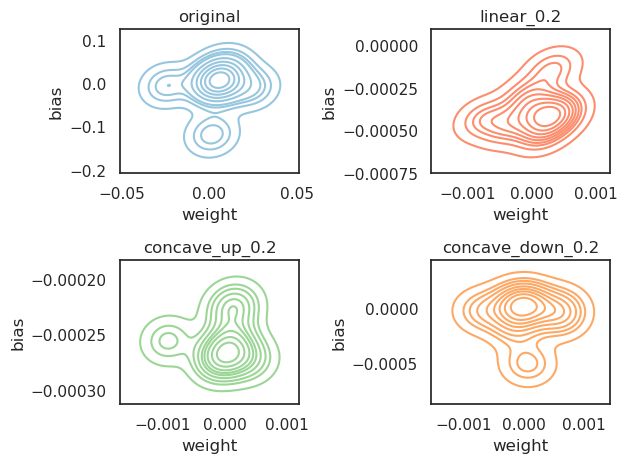 original
0.1
0.0
−0.1
−0.2
bias
−0.05
0.00
0.05
weight
linear_0.2
0.00000
−0.00025
−0.00050
−0.00075
bias
−0.001
0.000
0.001
weight
concave_up_0.2
−0.00020
−0.00025
−0.00030
bias
−0.001
0.000
0.001
weight
concave_down_0.2
0.0000
−0.0005
bias
−0.001
0.000
0.001
weight